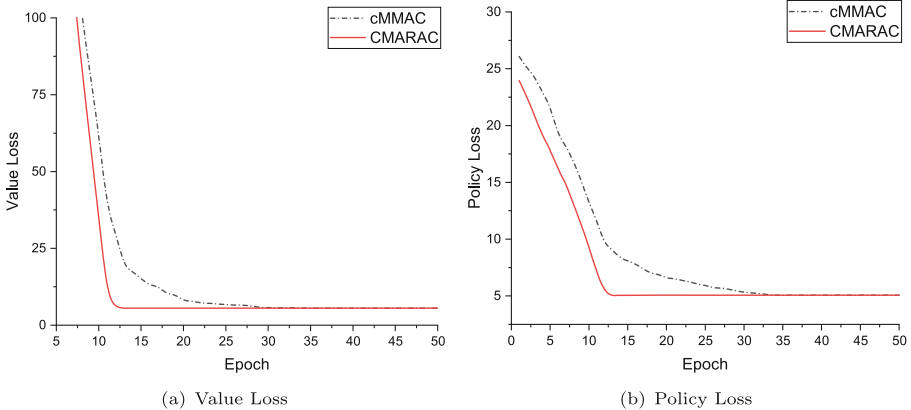 cMMAC
CMARAC
100
75
50
25
0
Value Loss
5 10 15 20 25 30 35 40 45 50
Epoch
(a) Value Loss
cMMAC
CMARAC
30
25
20
15
10
5
Policy Loss
0 5 10 15 20 25 30 35 40 45 50
Epoch
(b) Policy Loss